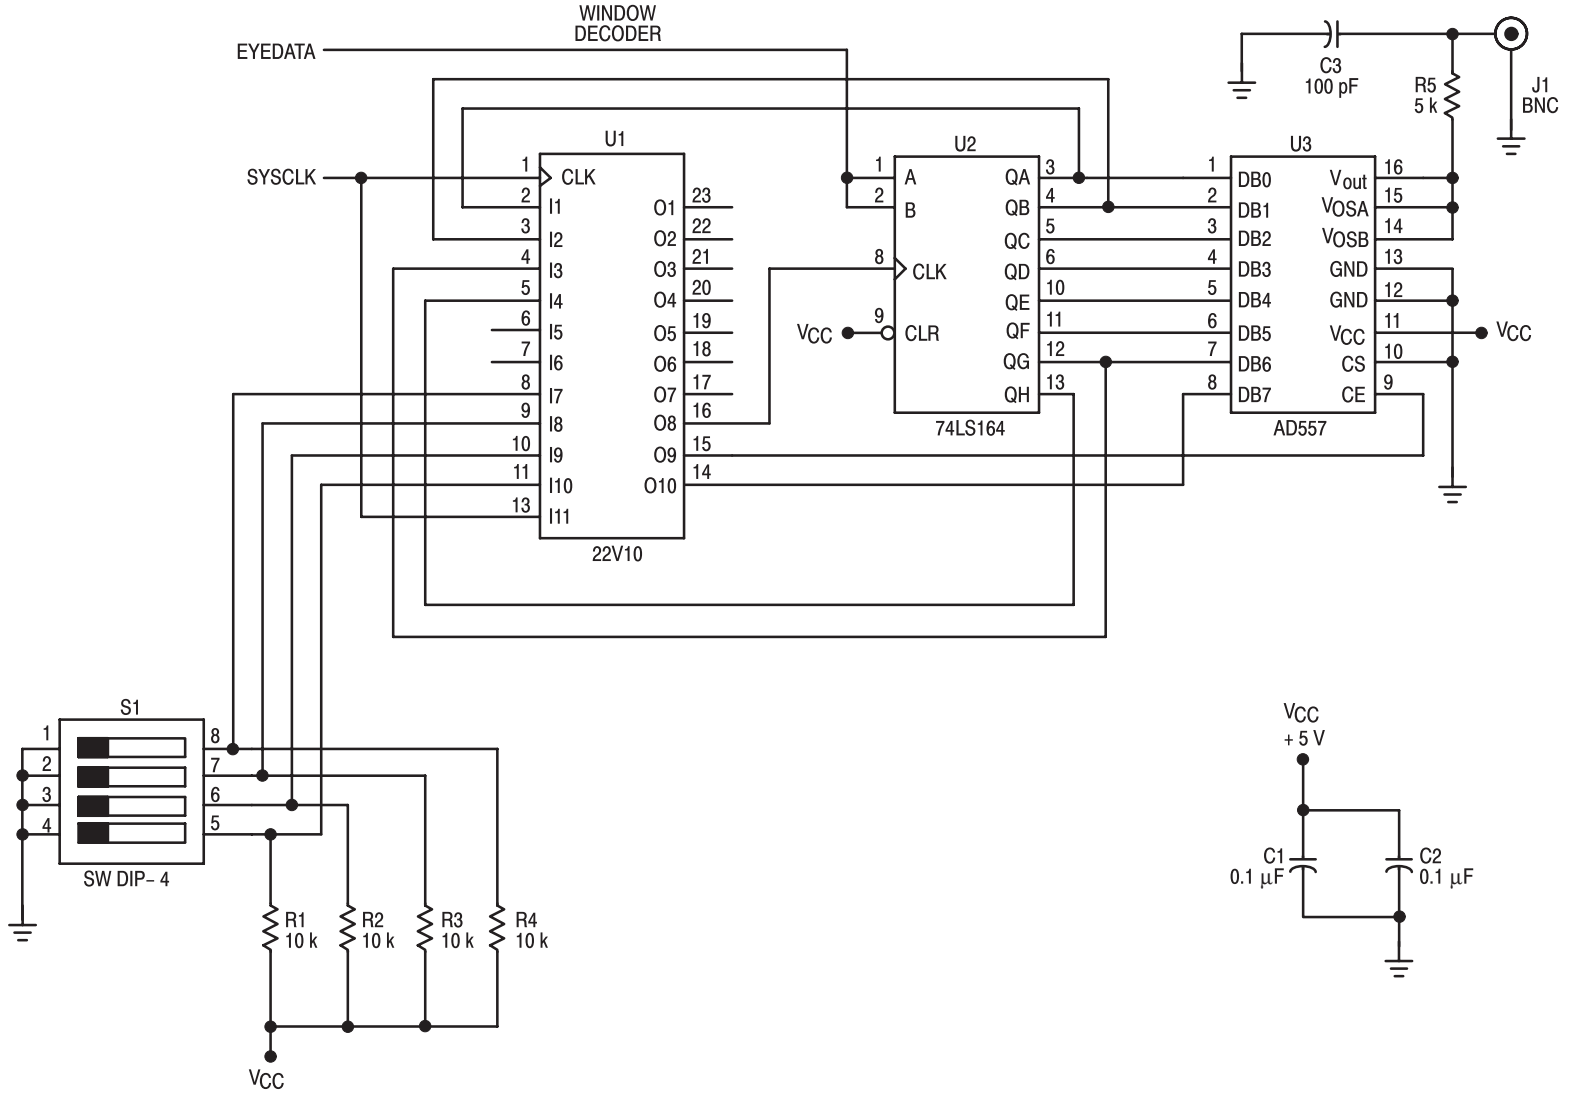 WINDOW
DECODER
EYEDATA
SYSCLK
U1
1 CLK
2 I1
3 I2
4 I3
5 I4
6 I5
7 I6
8 I7
9 I8
10 I9
11 I10
13 I11
O1 23
O2 22
O3 21
O4 20
O5 19
O6 18
O7 17
O8 16
O9 15
O10 14
22V10
U2
1 A
2 B
8 CLK
VCC 9 CLR
QA 3
QB 4
QC 5
QD 6
QE 10
QF 11
QG 12
QH 13
74LS164
U3
1 DB0
2 DB1
3 DB2
4 DB3
5 DB4
6 DB5
7 DB6
8 DB7
Vout 16
VOSA 15
VOSB 14
GND 13
GND 12
VCC 11 VCC
CS 10
CE 9
AD557
C3
100 pF
R5
5 k
J1
BNC
S1
1 8
2 7
3 6
4 5
SW DIP– 4
R1
10 k
R2
10 k
R3
10 k
R4
10 k
VCC
VCC
+ 5 V
C1
0.1 µF
C2
0.1 µF